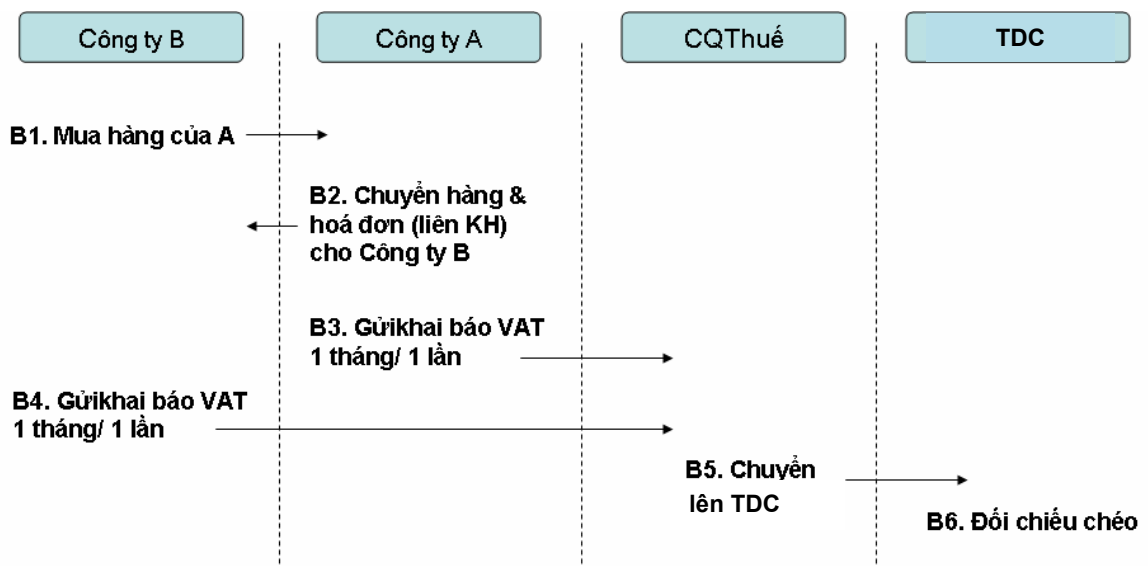 Công ty B
Công ty A
CQThuế
TDC
B1. Mua hàng của A
B2. Chuyển hàng &
hoá đơn (liên KH)
cho Công ty B
B3. Gửikhai báo VAT
1 tháng/ 1 lần
B4. Gửikhai báo VAT
1 tháng/ 1 lần
B5. Chuyển
lên TDC
B6. Đối chiếu chéo